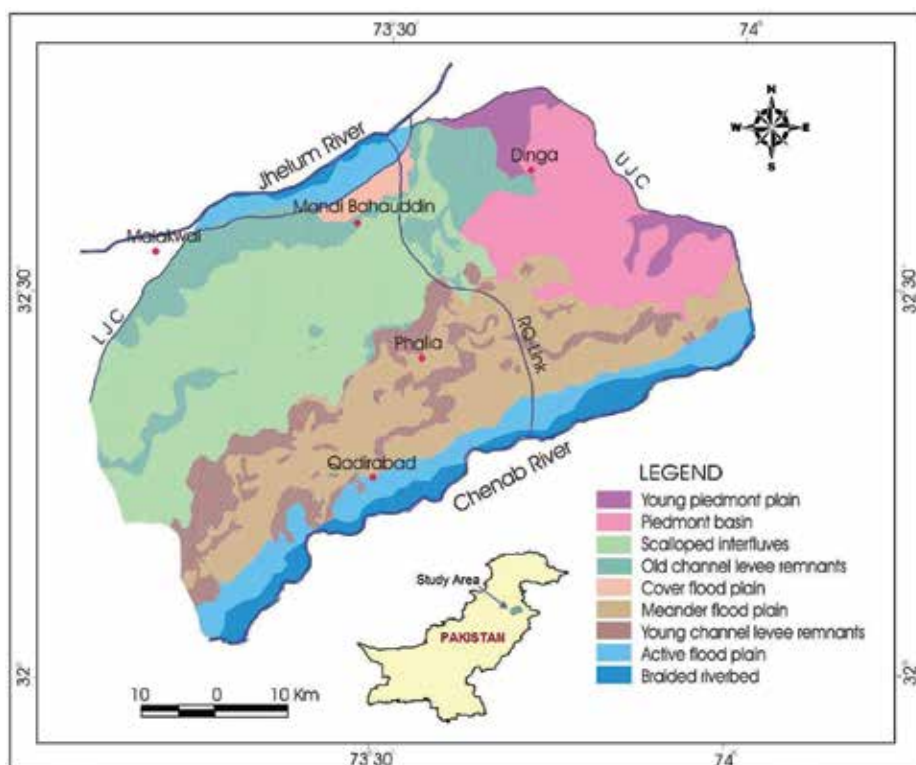 73°30'
74°
N
W
E
S
Jhelum River
Dinga
UJC
Mandi Bahauddin
Malakwal
32°30'
32°30'
LJC
RQ-Link
Phalia
Qadirabad
Chenab River
LEGEND
Young piedmont plain
Piedmont basin
Scalloped interfluves
Old channel levee remnants
Cover flood plain
Meander flood plain
Young channel levee remnants
Active flood plain
Braided riverbed
Study Area
PAKISTAN
32°
32°
10 0 10 Km
73°30'
74°